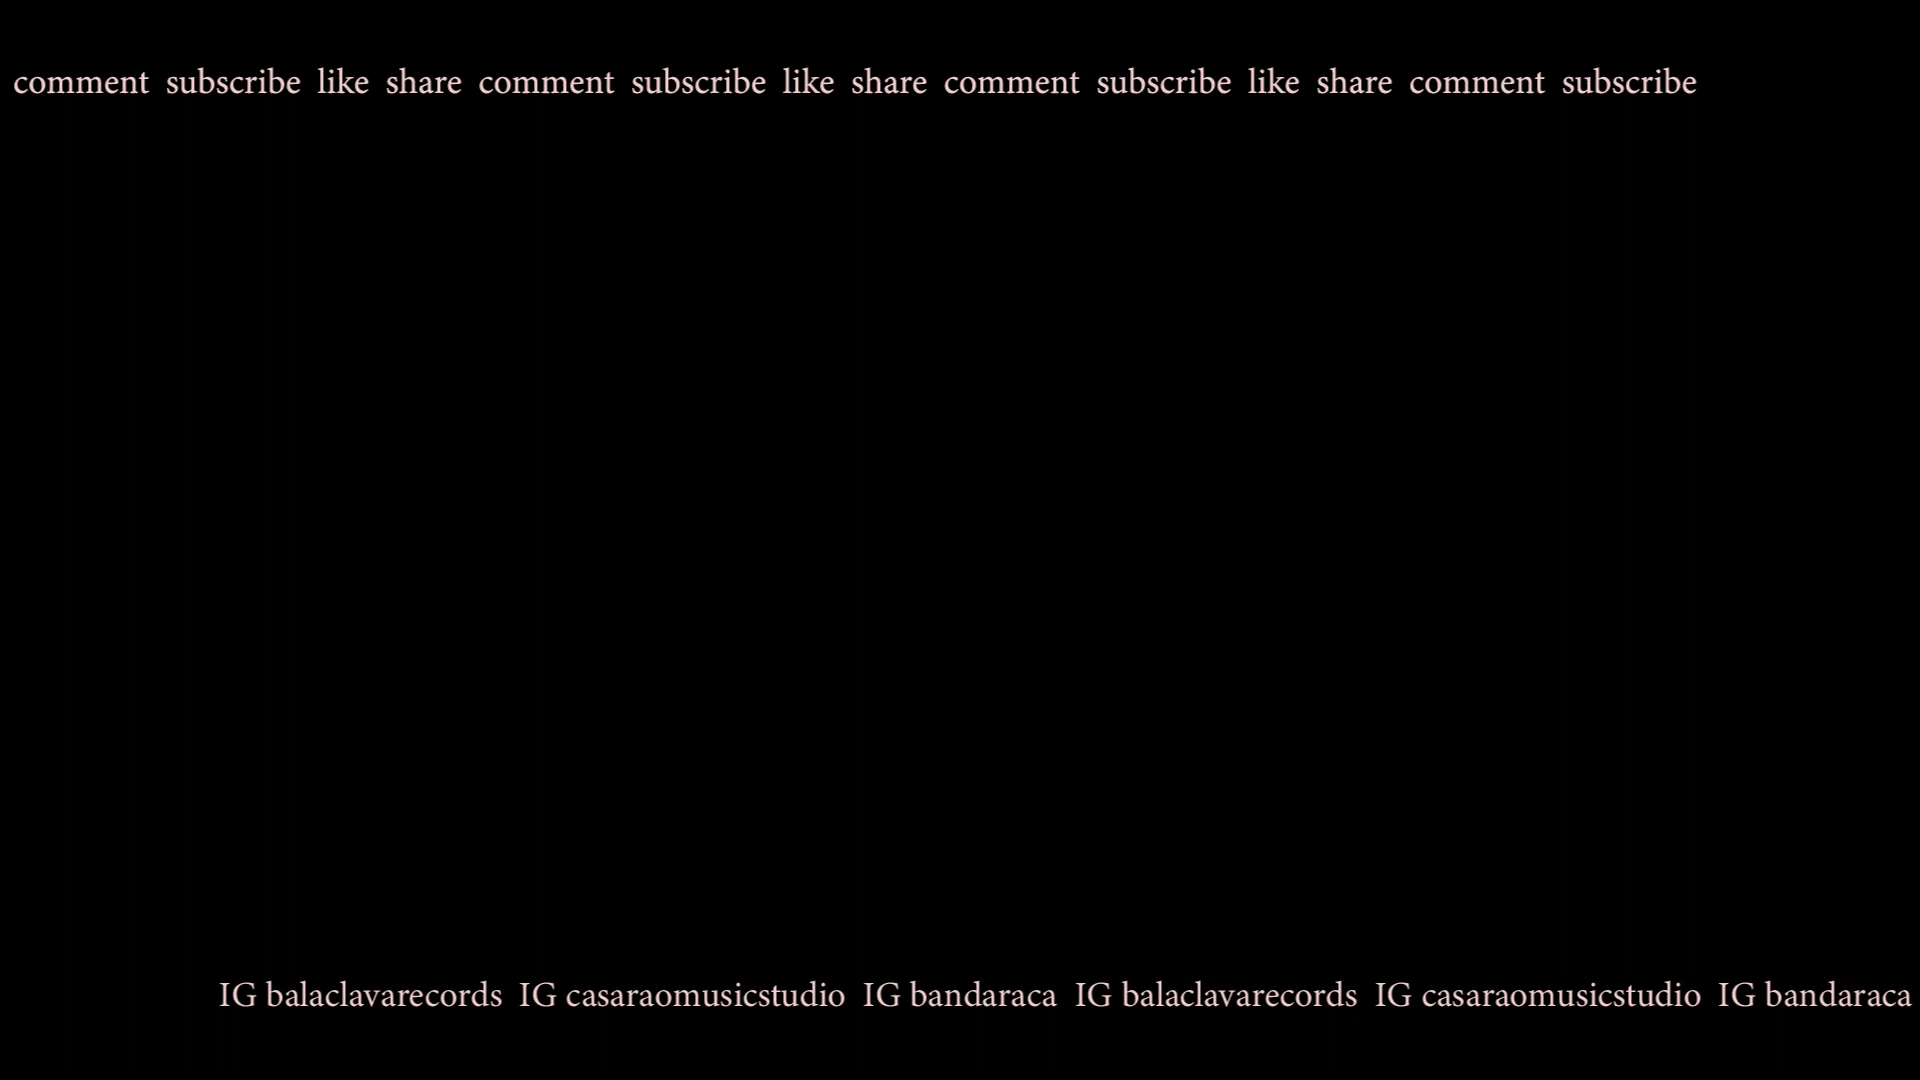 comment subscribe like share comment subscribe like share comment subscribe like share comment subscribe
IG balaclavarecords IG casaraomusicstudio IG bandaraca IG balaclavarecords IG casaraomusicstudio IG bandaraca